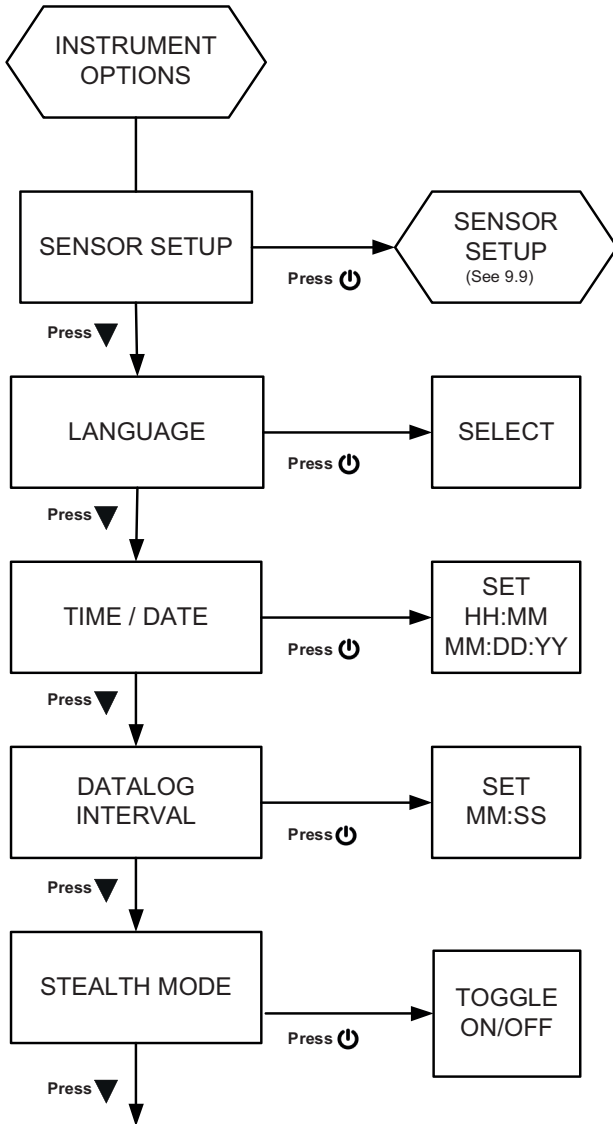 INSTRUMENT
OPTIONS
SENSOR SETUP
Press
SENSOR
SETUP
(See 9.9)
Press
LANGUAGE
Press
SELECT
Press
TIME / DATE
Press
SET
HH:MM
MM:DD:YY
Press
DATALOG
INTERVAL
Press
SET
MM:SS
Press
STEALTH MODE
Press
TOGGLE
ON/OFF
Press